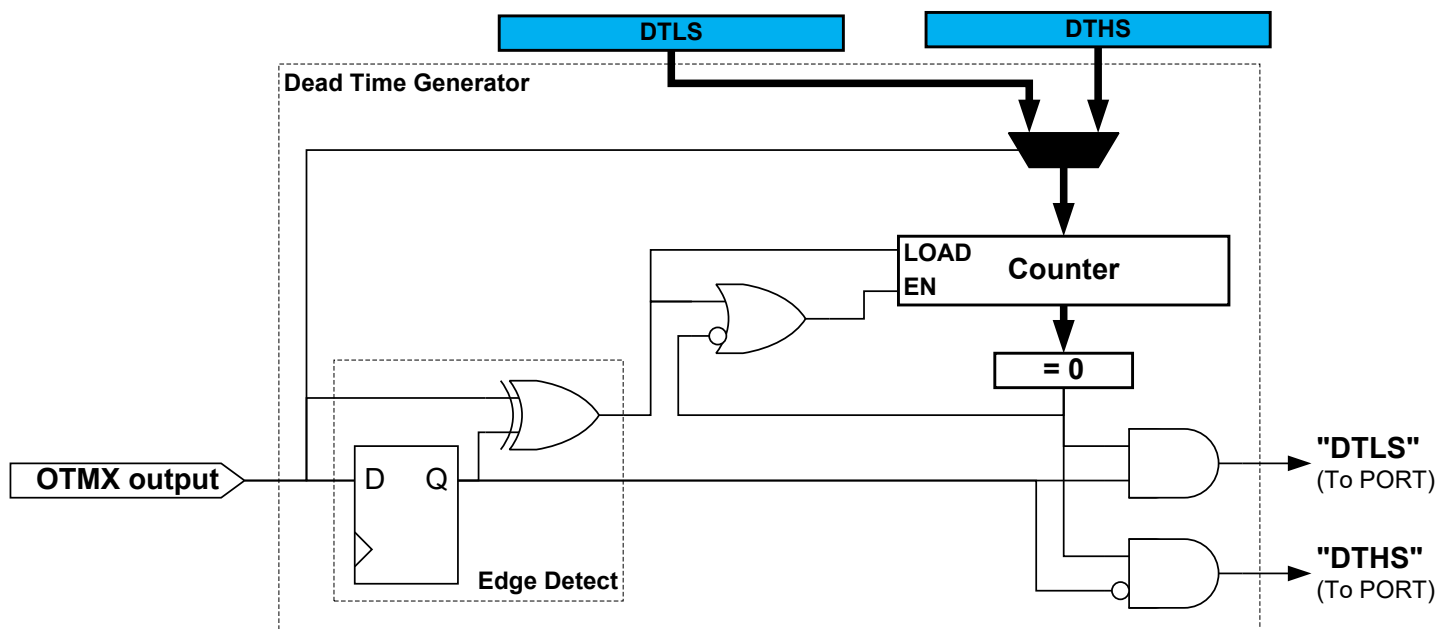 DTLS
DTHS
Dead Time Generator
LOAD
Counter
EN
= 0
"DTLS"
(To PORT)
OTMX output
D
Q
"DTHS"
(To PORT)
Edge Detect